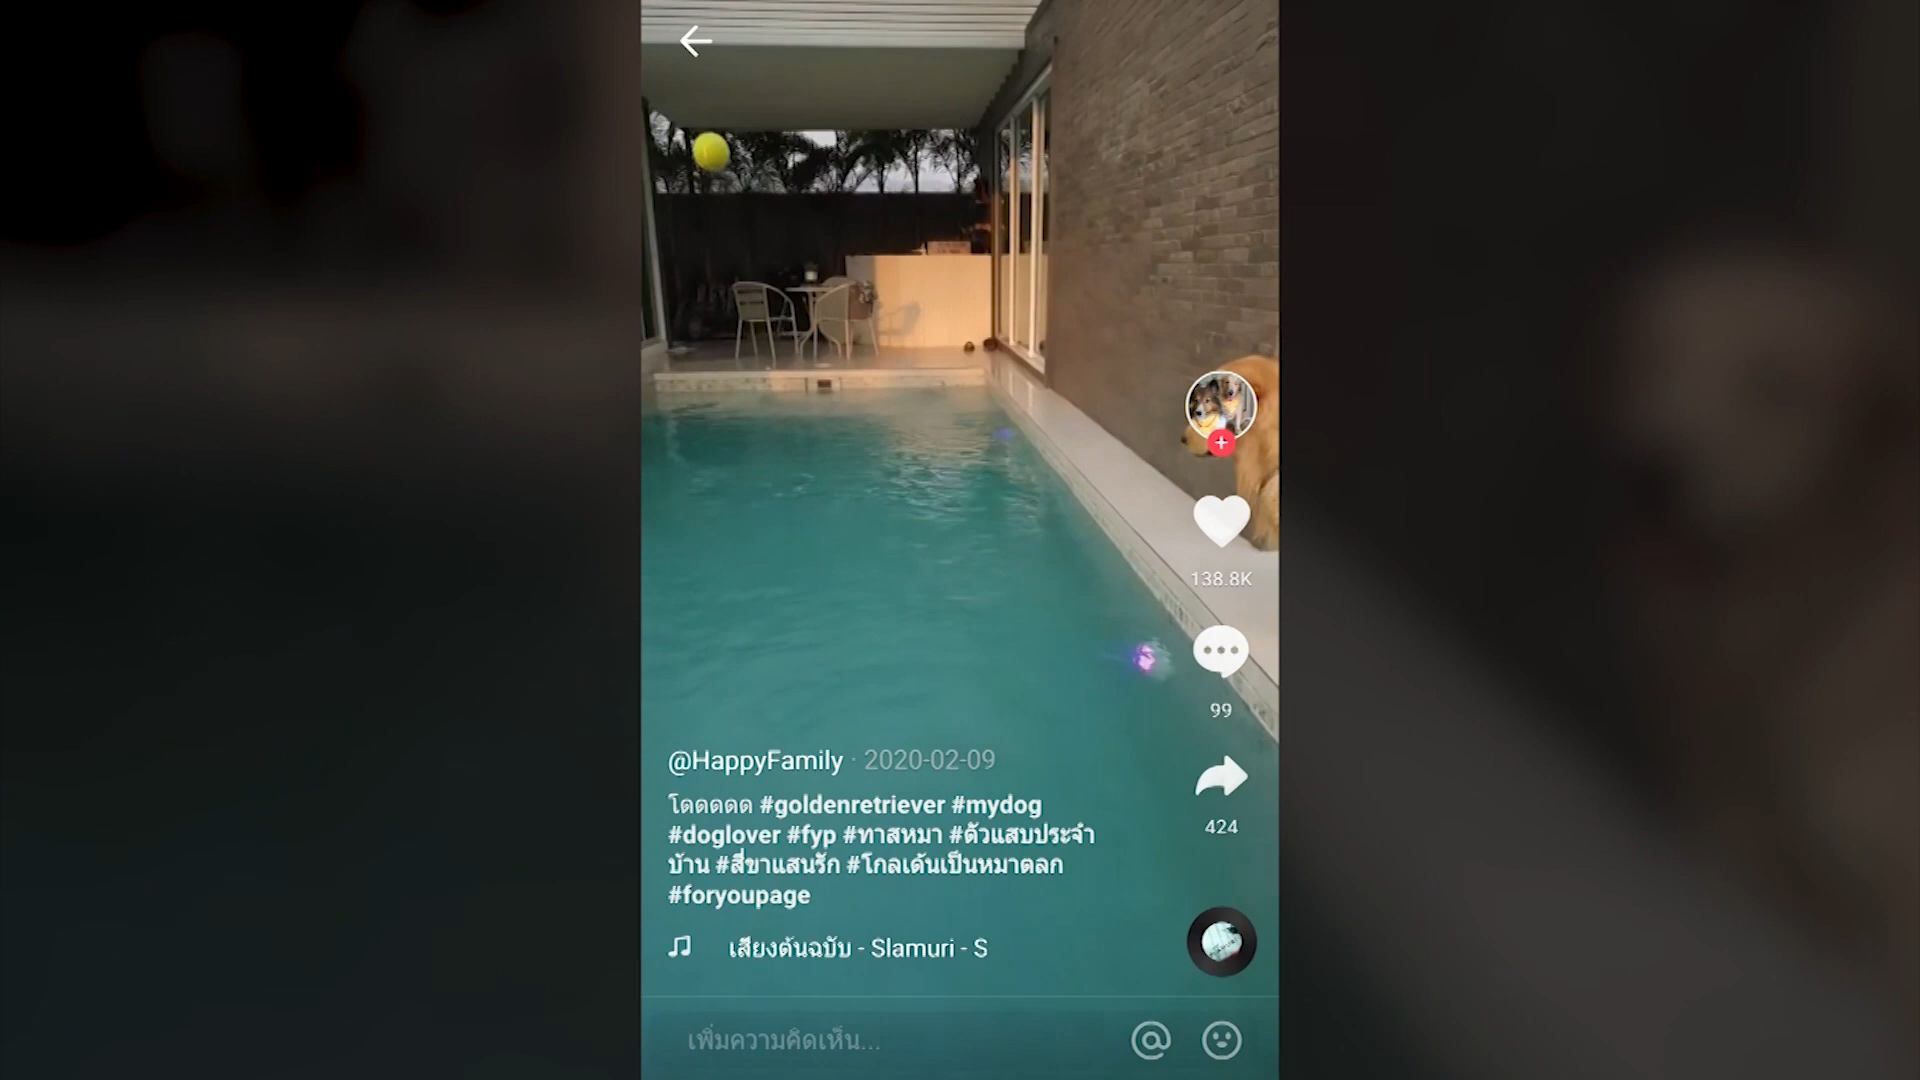 138.8K
99
@HappyFamily · 2020-02-09
โดดดดด #goldenretriever #mydog
#doglover #fyp #ทาสหมา #ตัวแสบประจำ
บ้าน #สี่ขาแสนรัก #โกลเด้นเป็นหมาตลก
#foryoupage
424
เสียงต้นฉบับ - Slamuri - S
เพิ่มความคิดเห็น...